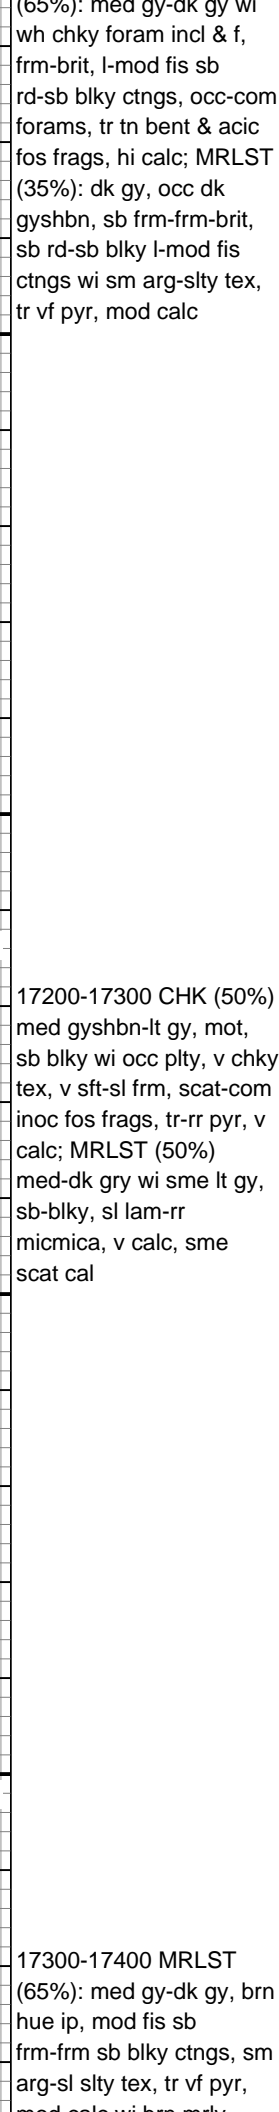 (65%): med gy-dk gy wi
wh chky foram incl & f,
frm-brit, l-mod fis sb
rd-sb blky ctngs, occ-com
forams, tr tn bent & acic
fos frags, hi calc; MRLST
(35%): dk gy, occ dk
gyshbn, sb frm-frm-brit,
sb rd-sb blky l-mod fis
ctngs wi sm arg-slty tex,
tr vf pyr, mod calc
17200-17300 CHK (50%)
med gyshbn-lt gy, mot,
sb blky wi occ plty, v chky
tex, v sft-sl frm, scat-com
inoc fos frags, tr-rr pyr, v
calc; MRLST (50%)
med-dk gry wi sme lt gy,
sb-blky, sl lam-rr
micmica, v calc, sme
scat cal
17300-17400 MRLST
(65%): med gy-dk gy, brn
hue ip, mod fis sb
frm-frm sb blky ctngs, sm
arg-sl slty tex, tr vf pyr,
mod calc wi brn mrly